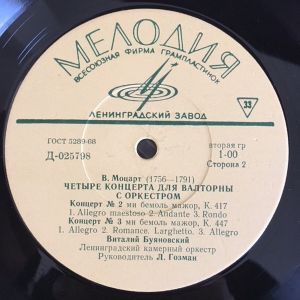 МЕЛОДИЯ
ВСЕСОЮЗНАЯ ФИРМА ГРАМПЛАСТИНОК
33
ЛЕНИНГРАДСКИЙ ЗАВОД
ГОСТ 5289-68
Д-025798
вторая гр
1-00
Сторона 2
В. Моцарт (1756—1791)
ЧЕТЫРЕ КОНЦЕРТА ДЛЯ ВАЛТОРНЫ
С ОРКЕСТРОМ
Концерт № 2 ми бемоль мажор, К. 417
1. Allegro maestoso 2. Andante 3. Rondo
Концерт № 3 ми бемоль мажор, К. 447
1. Allegro 2. Romance. Larghetto, 3. Allegro
Виталий Буяновский
Ленинградский камерный оркестр
Руководитель Л. Гозман